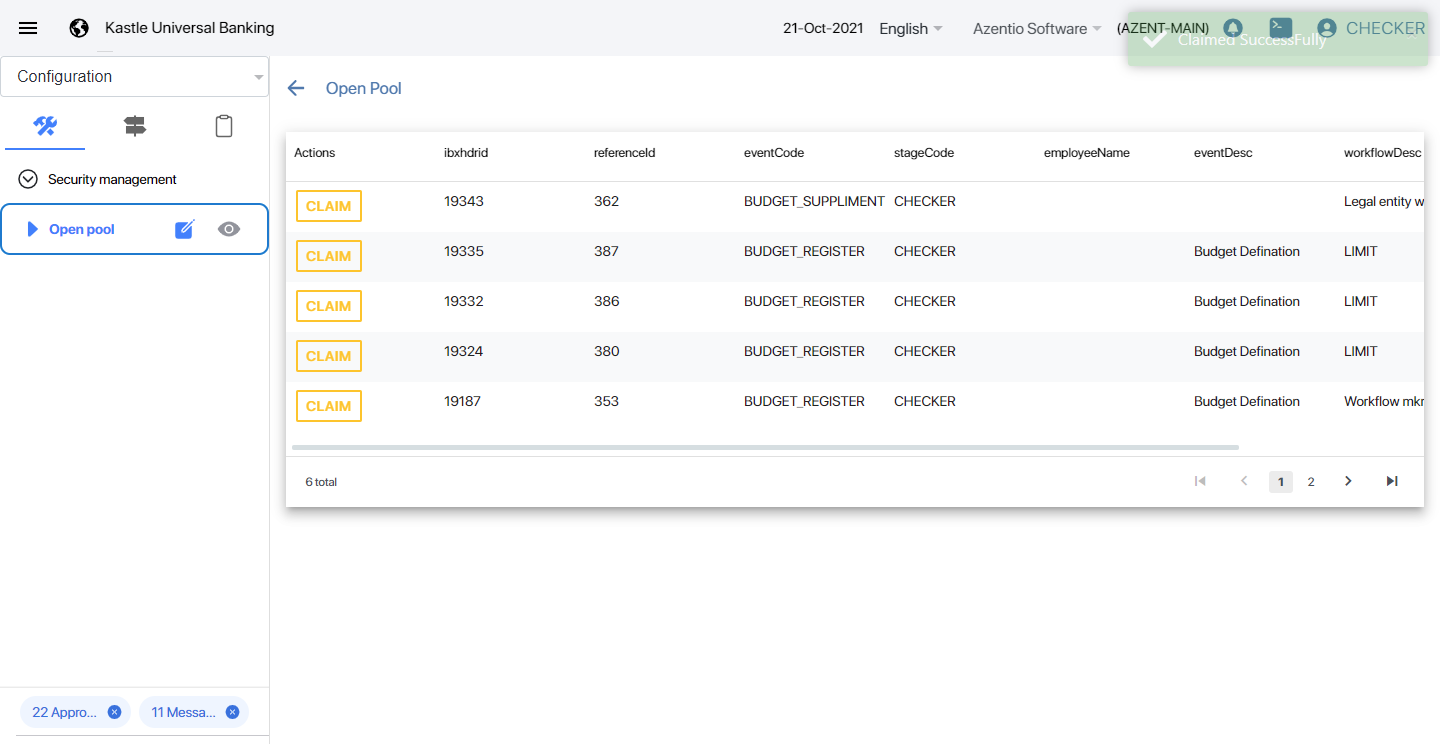 Kastle Universal Banking 21-Oct-2021 English Azentio Software (AZENT-MAIN) CHECKER
Claimed SuccessFully
Configuration
Open Pool
Security management
Open pool
Actions ibxhdrid referenceId eventCode stageCode employeeName eventDesc workflowDesc
CLAIM 19343 362 BUDGET_SUPPLIMENT CHECKER Legal entity w
CLAIM 19335 387 BUDGET_REGISTER CHECKER Budget Defination LIMIT
CLAIM 19332 386 BUDGET_REGISTER CHECKER Budget Defination LIMIT
CLAIM 19324 380 BUDGET_REGISTER CHECKER Budget Defination LIMIT
CLAIM 19187 353 BUDGET_REGISTER CHECKER Budget Defination Workflow mkr
6 total 1 2
22 Appro... 11 Messa...